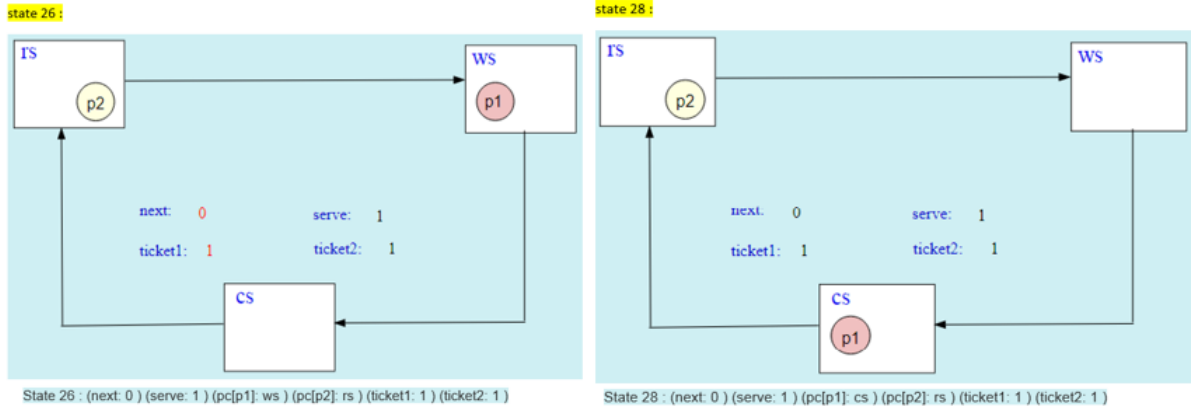 state 26 :
rs
ws
p2
p1
next: 0
serve: 1
ticket1: 1
ticket2: 1
cs
State 26 : (next: 0 ) (serve: 1 ) (pc[p1]: ws ) (pc[p2]: rs ) (ticket1: 1 ) (ticket2: 1 )
state 28 :
rs
ws
p2
next: 0
serve: 1
ticket1: 1
ticket2: 1
cs
p1
State 28 : (next: 0 ) (serve: 1 ) (pc[p1]: cs ) (pc[p2]: rs ) (ticket1: 1 ) (ticket2: 1 )